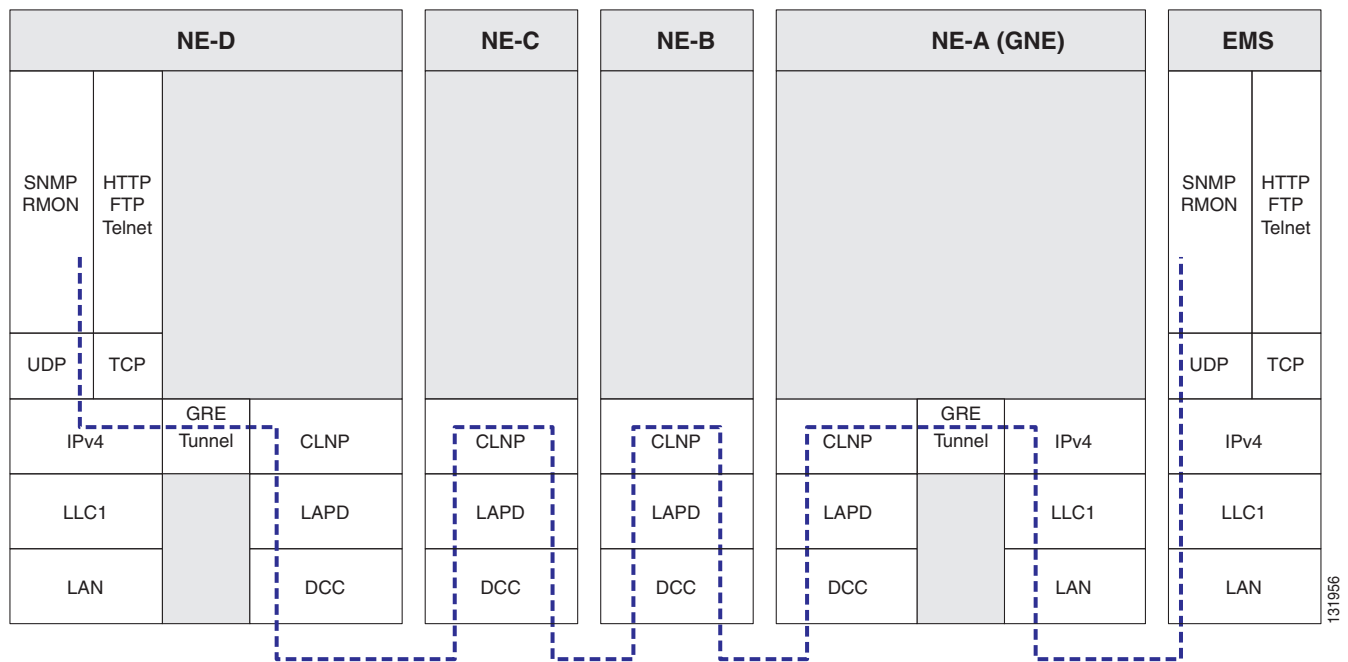 NE-D
NE-C
NE-B
NE-A (GNE)
EMS
SNMP
RMON
HTTP
FTP
Telnet
SNMP
RMON
HTTP
FTP
Telnet
UDP
TCP
UDP
TCP
IPv4
GRE
Tunnel
CLNP
CLNP
CLNP
CLNP
GRE
Tunnel
IPv4
IPv4
LLC1
LAPD
LAPD
LAPD
LAPD
LLC1
LLC1
LAN
DCC
DCC
DCC
DCC
LAN
LAN
131956